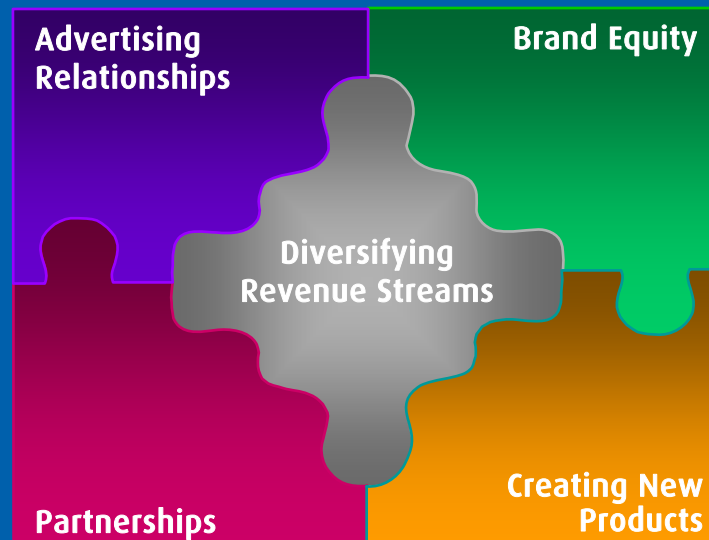 Advertising
Relationships
Brand Equity
Diversifying
Revenue Streams
Partnerships
Creating New
Products